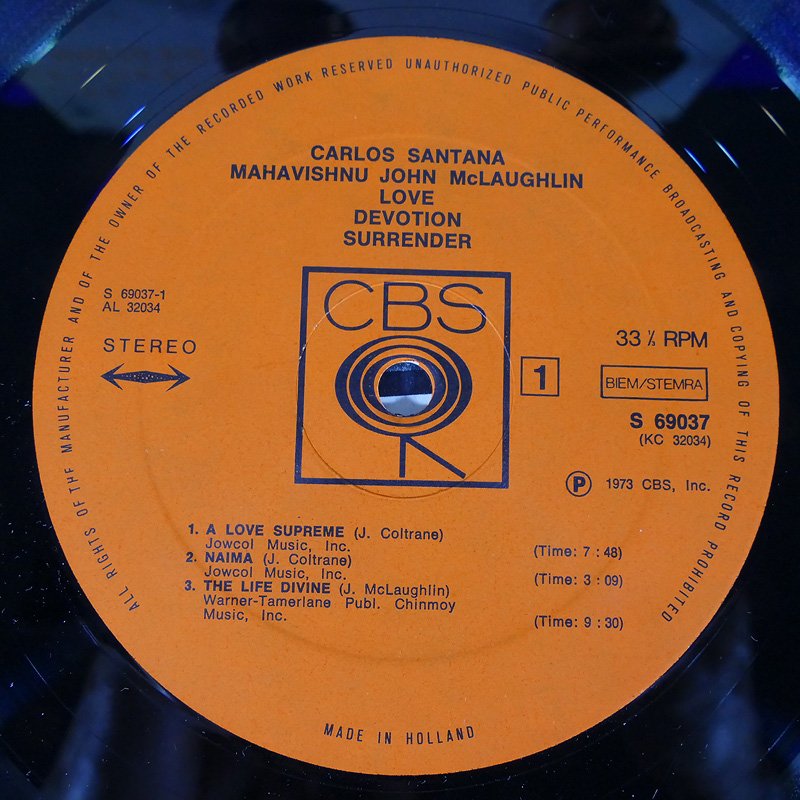 ALL RIGHTS OF THE MANUFACTURER AND OF THE OWNER OF THE RECORDED WORK RESERVED UNAUTHORIZED PUBLIC PERFORMANCE BROADCASTING AND COPYING OF THIS RECORD PROHIBITED
CARLOS SANTANA
MAHAVISHNU JOHN McLAUGHLIN
LOVE
DEVOTION
SURRENDER
S 69037-1
AL 32034
STEREO
CBS
1
33 ⅓ RPM
BIEM/STEMRA
S 69037
(KC 32034)
Ⓟ 1973 CBS, Inc.
1. A LOVE SUPREME (J. Coltrane)
Jowcol Music, Inc. (Time: 7 : 48)
2. NAIMA (J. Coltrane)
Jowcol Music, Inc. (Time: 3 : 09)
3. THE LIFE DIVINE (J. McLaughlin)
Warner-Tamerlane Publ. Chinmoy
Music, Inc. (Time: 9 : 30)
MADE IN HOLLAND